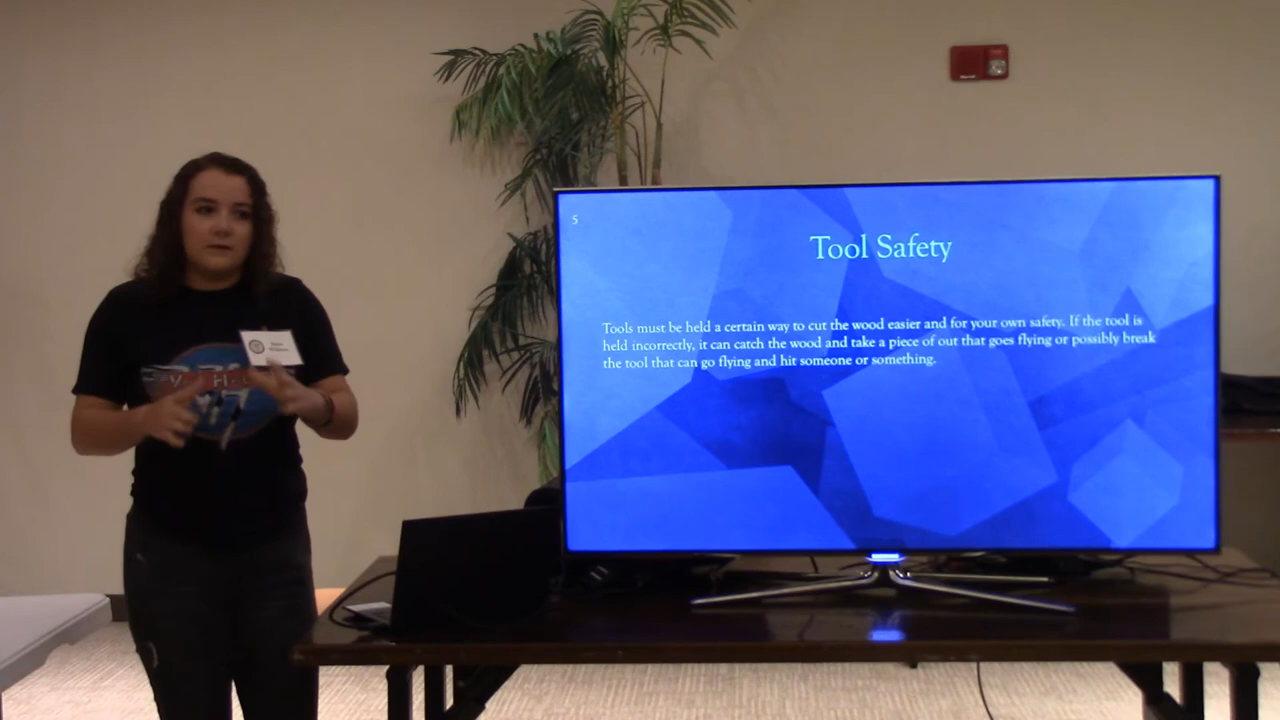 5
Tool Safety
Tools must be held a certain way to cut the wood easier and for your own safety. If the tool is
held incorrectly, it can catch the wood and take a piece of out that goes flying or possibly break
the tool that can go flying and hit someone or something.